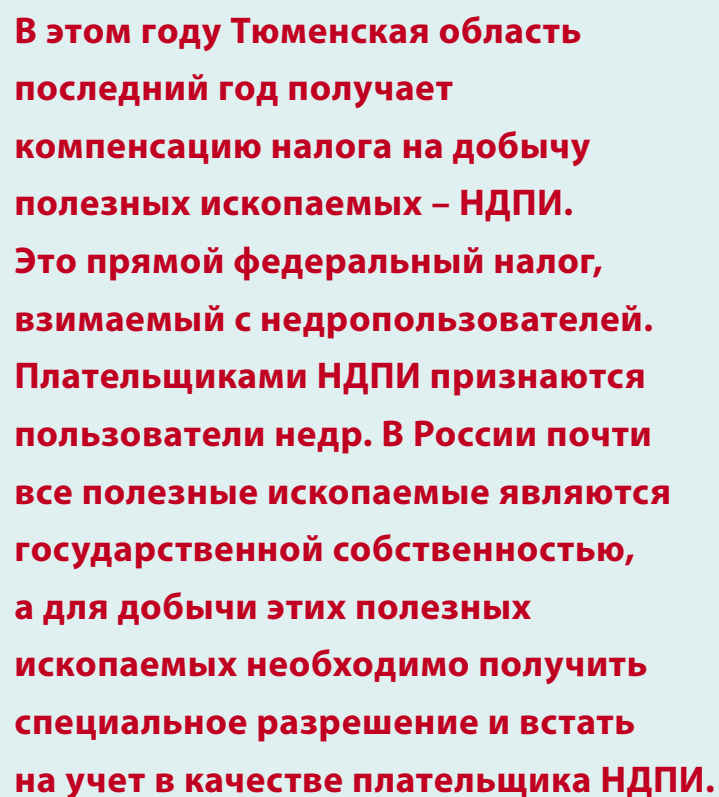 В этом году Тюменская область
последний год получает
компенсацию налога на добычу
полезных ископаемых – НДПИ.
Это прямой федеральный налог,
взимаемый с недропользователей.
Плательщиками НДПИ признаются
пользователи недр. В России почти
все полезные ископаемые являются
государственной собственностью,
а для добычи этих полезных
ископаемых необходимо получить
специальное разрешение и встать
на учет в качестве плательщика НДПИ.